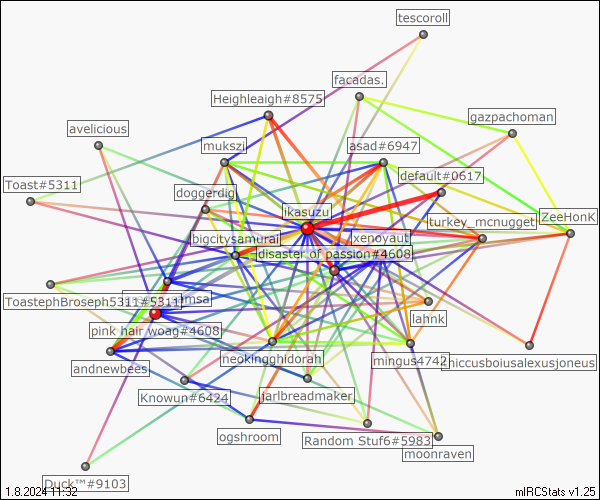 tescoroll
facadas.
Heighleaigh#8575
gazpachoman
avelicious
mukszi
asad#6947
default#0617
Toast#5311
doggerdig
ikasuzu
turkey_mcnugget
ZeeHonK
bigcitysamurai
xenoyaut
disaster of passion#4608
ToastephBroseph5311#5311
lahnk
pink hair woag#4608
neokingghidorah
mingus4742
andnewbees
Knowun#6424
jarlbreadmaker
ogshroom
Random Stuf6#5983
moonraven
Duck™#9103
1.8.2024 11:32
mIRCStats v1.25